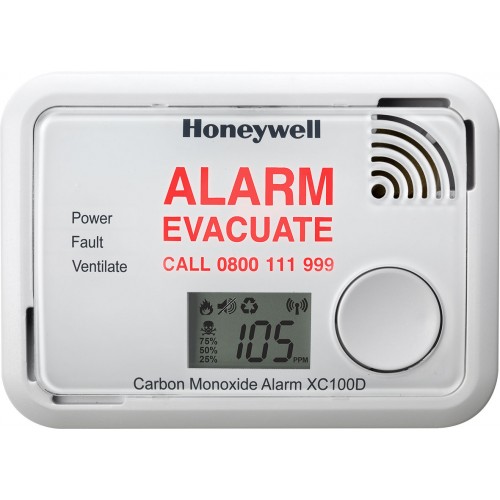 Honeywell
ALARM
EVACUATE
CALL 0800 111 999
Power
Fault
Ventilate
75%
50%
25%
105 PPM
Carbon Monoxide Alarm XC100D